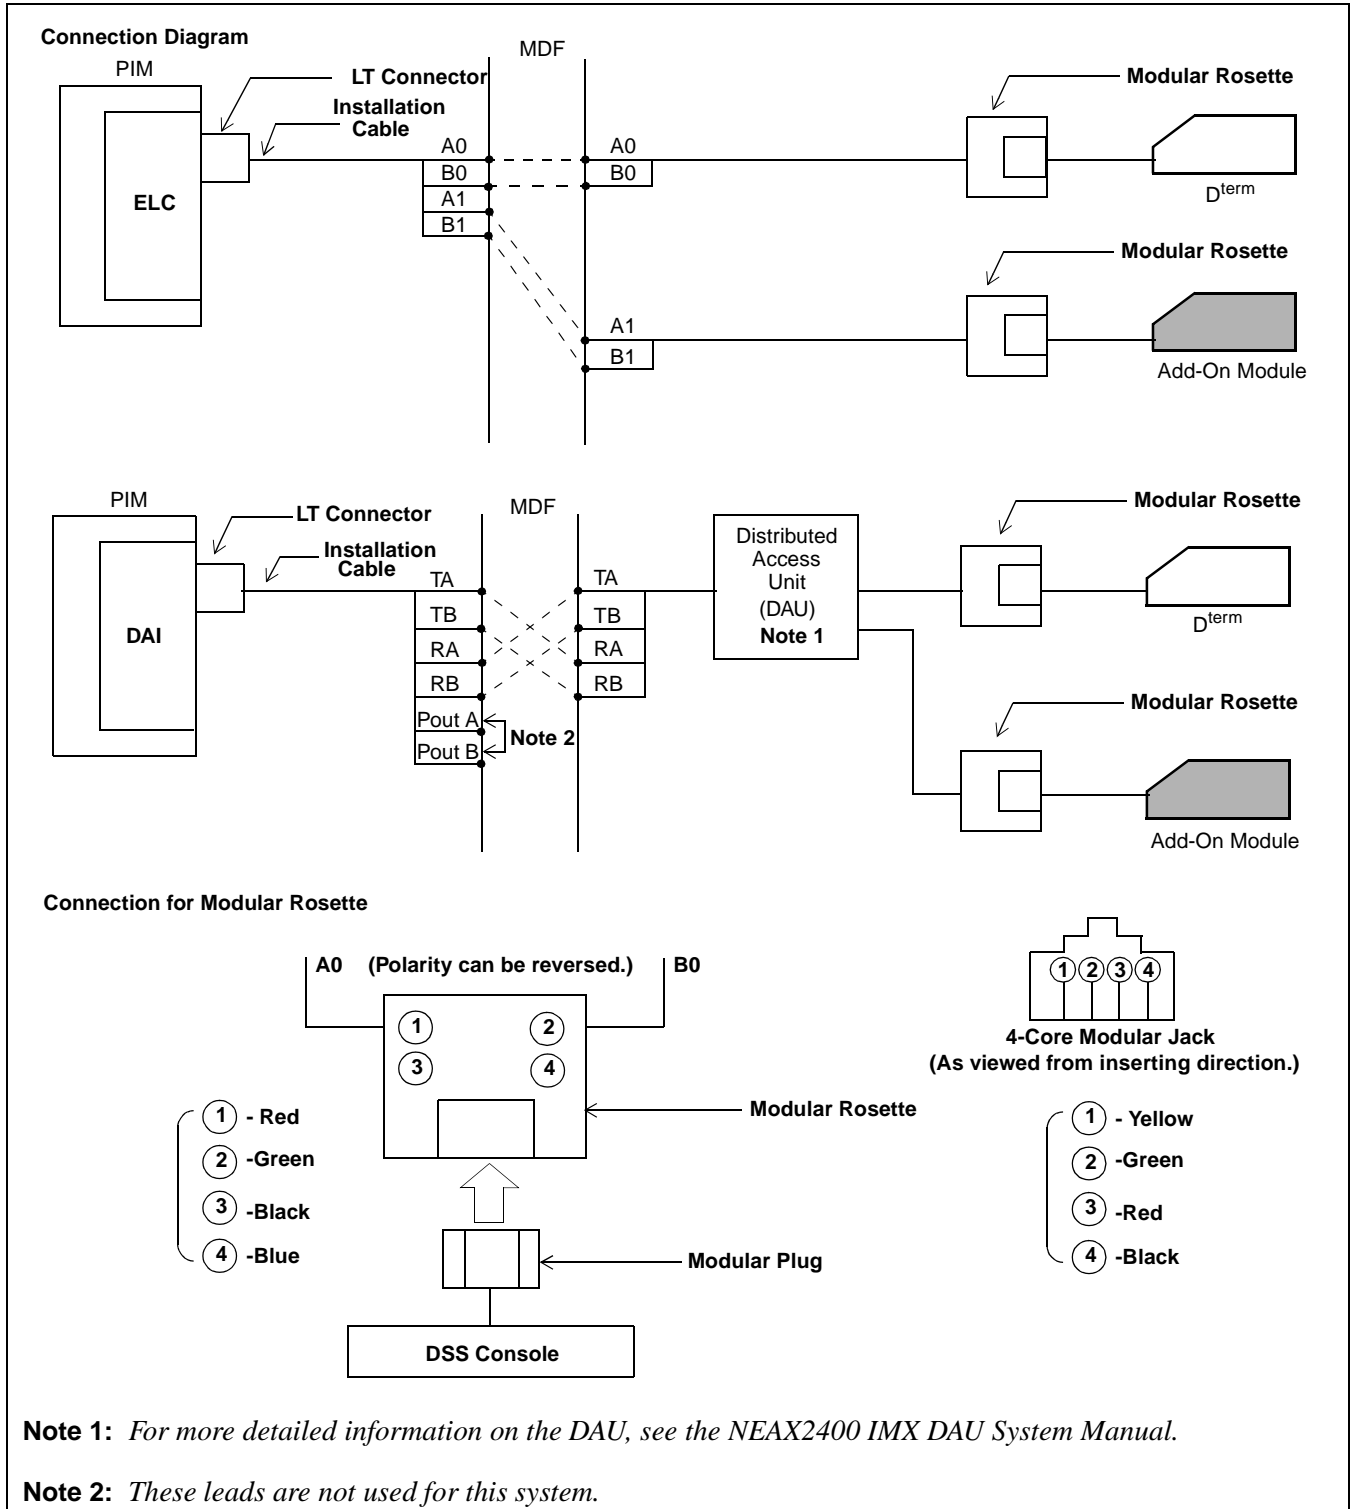 Connection Diagram
PIM
MDF
LT Connector
Installation
Cable
Modular Rosette
A0
B0
A1
B1
A0
B0
ELC
Dterm
Modular Rosette
A1
B1
Add-On Module
PIM
MDF
LT Connector
Installation
Cable
Modular Rosette
TA
TB
RA
RB
Pout A
Pout B
Note 2
TA
TB
RA
RB
DAI
Distributed
Access
Unit
(DAU)
Note 1
Dterm
Modular Rosette
Add-On Module
Connection for Modular Rosette
A0 (Polarity can be reversed.) B0
1 2
3 4
1 2 3 4
4-Core Modular Jack
(As viewed from inserting direction.)
Modular Rosette
1 - Red
2 -Green
3 -Black
4 -Blue
1 - Yellow
2 -Green
3 -Red
4 -Black
Modular Plug
DSS Console
Note 1: For more detailed information on the DAU, see the NEAX2400 IMX DAU System Manual.
Note 2: These leads are not used for this system.